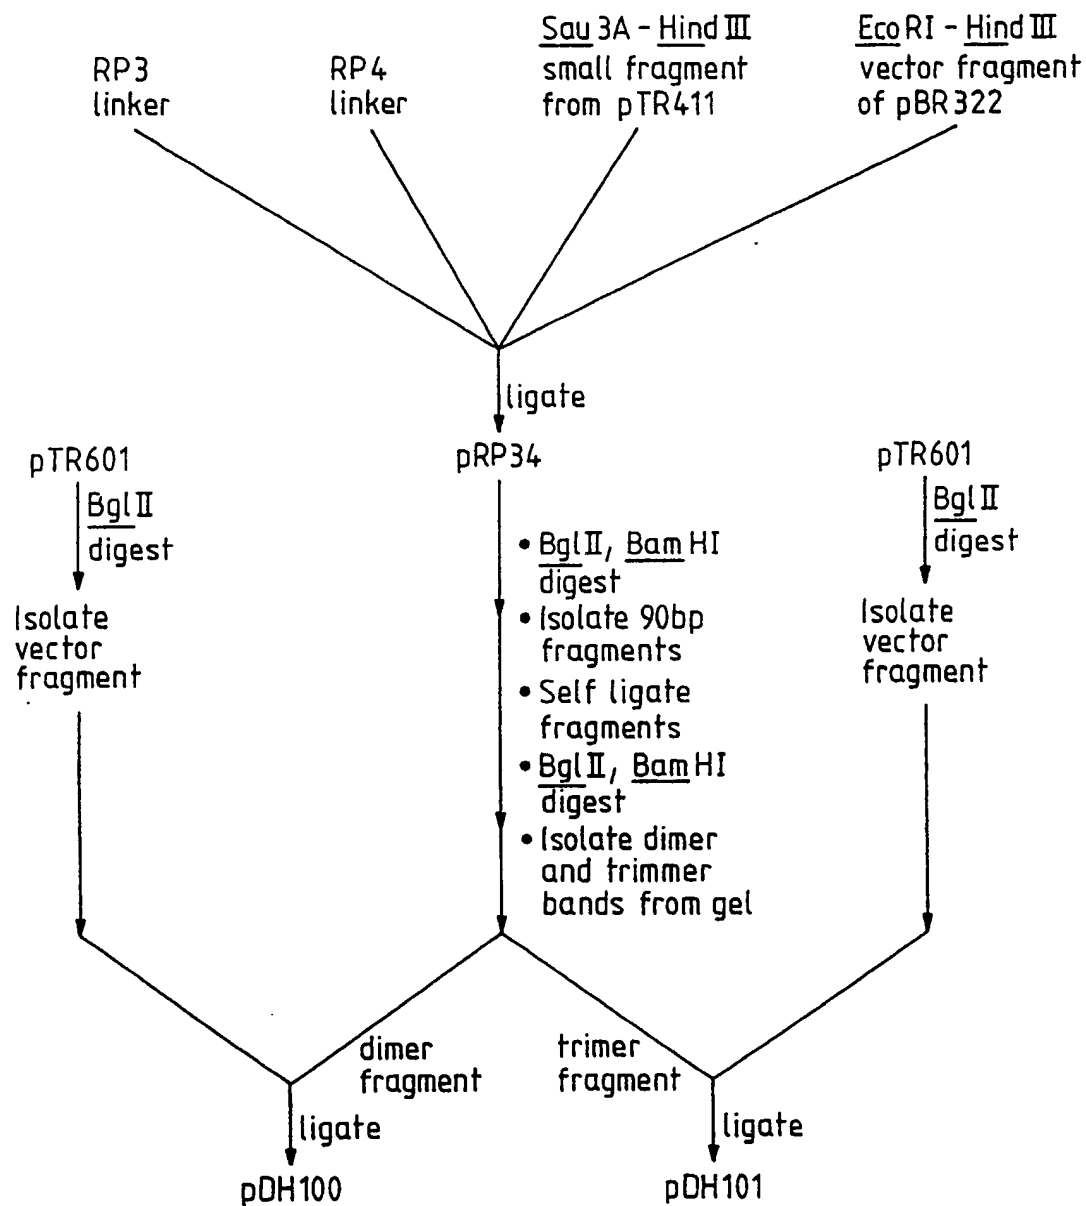 RP3
linker
RP4
linker
Sau 3A - Hind III
small fragment
from pTR411
Eco RI - Hind III
vector fragment
of pBR322
ligate
pTR601
Bgl II
digest
Isolate
vector
fragment
pRP34
• Bgl II, Bam HI
digest
• Isolate 90bp
fragments
• Self ligate
fragments
• Bgl II, Bam HI
digest
• Isolate dimer
and trimmer
bands from gel
pTR601
Bgl II
digest
Isolate
vector
fragment
dimer
fragment
trimer
fragment
ligate
ligate
pDH100
pDH101